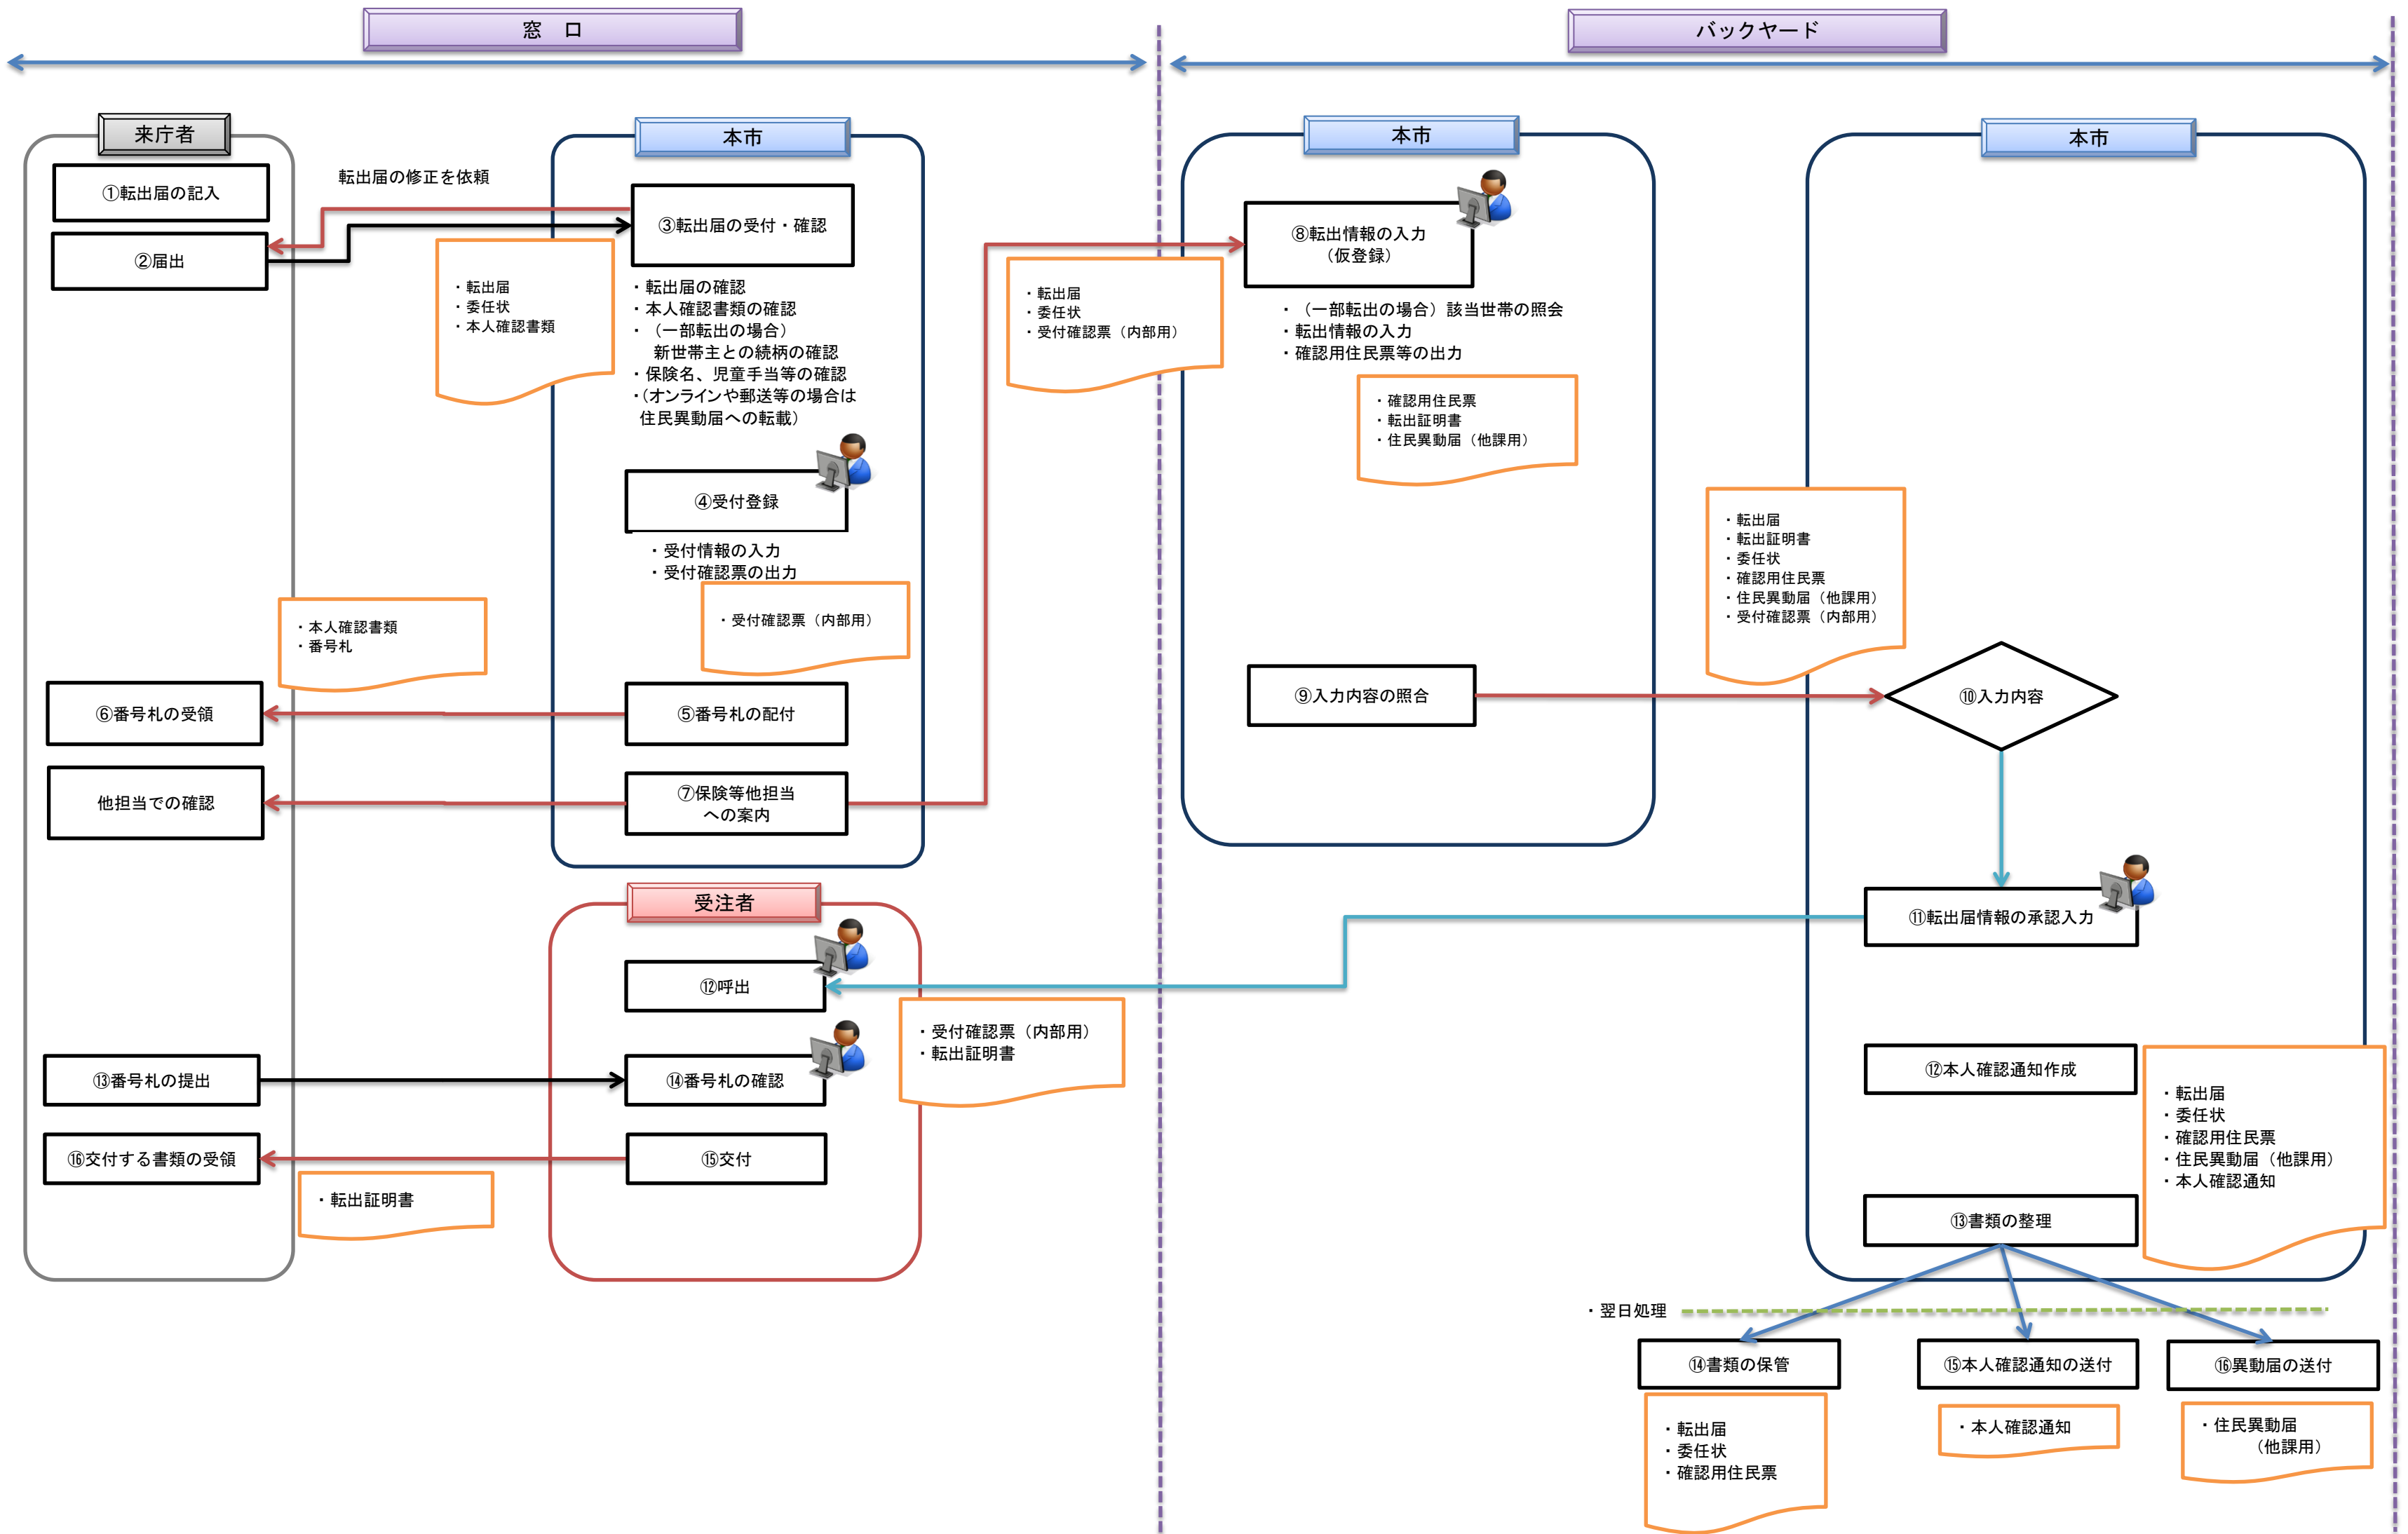 窓　口
バックヤード
来庁者
①転出届の記入
②届出
転出届の修正を依頼
・転出届
・委任状
・本人確認書類
本市
③転出届の受付・確認
・転出届の確認
・本人確認書類の確認
・（一部転出の場合）
新世帯主との続柄の確認
・保険名、児童手当等の確認
・（オンラインや郵送等の場合は
住民異動届への転載）
④受付登録
・受付情報の入力
・受付確認票の出力
・受付確認票（内部用）
・本人確認書類
・番号札
⑥番号札の受領
⑤番号札の配付
他担当での確認
⑦保険等他担当
への案内
・転出届
・委任状
・受付確認票（内部用）
本市
⑧転出情報の入力
（仮登録）
・（一部転出の場合）該当世帯の照会
・転出情報の入力
・確認用住民票等の出力
・確認用住民票
・転出証明書
・住民異動届（他課用）
⑨入力内容の照合
本市
・転出届
・転出証明書
・委任状
・確認用住民票
・住民異動届（他課用）
・受付確認票（内部用）
⑩入力内容
⑪転出届情報の承認入力
受注者
⑫呼出
・受付確認票（内部用）
・転出証明書
⑬番号札の提出
⑭番号札の確認
⑯交付する書類の受領
⑮交付
・転出証明書
⑫本人確認通知作成
・転出届
・委任状
・確認用住民票
・住民異動届（他課用）
・本人確認通知
⑬書類の整理
・翌日処理
⑭書類の保管
⑮本人確認通知の送付
⑯異動届の送付
・転出届
・委任状
・確認用住民票
・本人確認通知
・住民異動届
（他課用）